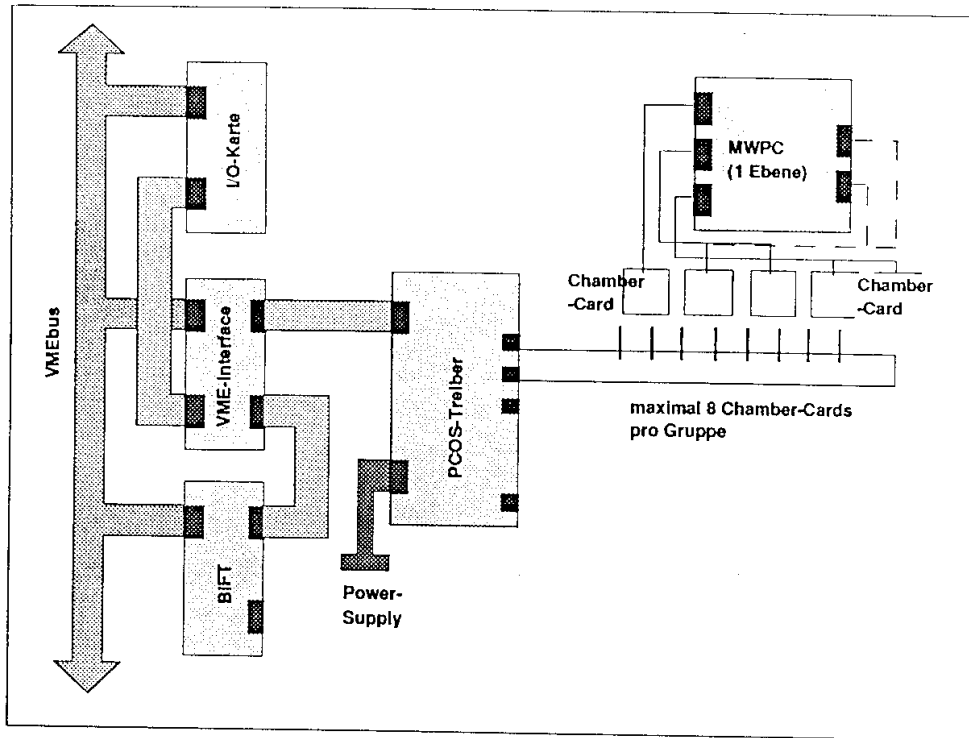 VMEbus
I/O-Karte
VME-Interface
BIFT
PCOS-Treiber
Power-
Supply
MWPC
(1 Ebene)
Chamber
-Card
Chamber
-Card
maximal 8 Chamber-Cards
pro Gruppe